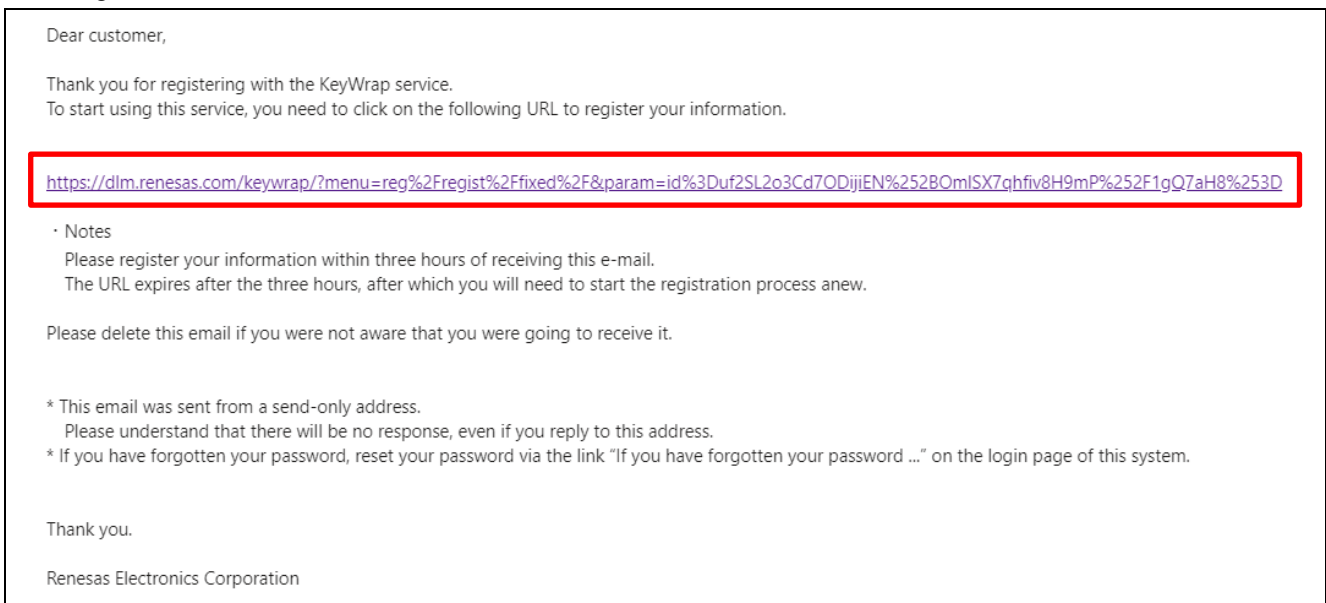 Dear customer,
Thank you for registering with the KeyWrap service.
To start using this service, you need to click on the following URL to register your information.
https://dlm.renesas.com/keywrap/?menu=reg%2Fregist%2Ffixed%2F&param=id%3Duf2SL2o3Cd7ODijiEN%252BOmISX7qhfiv8H9mP%252F1gQ7aH8%253D
・Notes
Please register your information within three hours of receiving this e-mail.
The URL expires after the three hours, after which you will need to start the registration process anew.
Please delete this email if you were not aware that you were going to receive it.
* This email was sent from a send-only address.
Please understand that there will be no response, even if you reply to this address.
* If you have forgotten your password, reset your password via the link “If you have forgotten your password ...” on the login page of this system.
Thank you.
Renesas Electronics Corporation